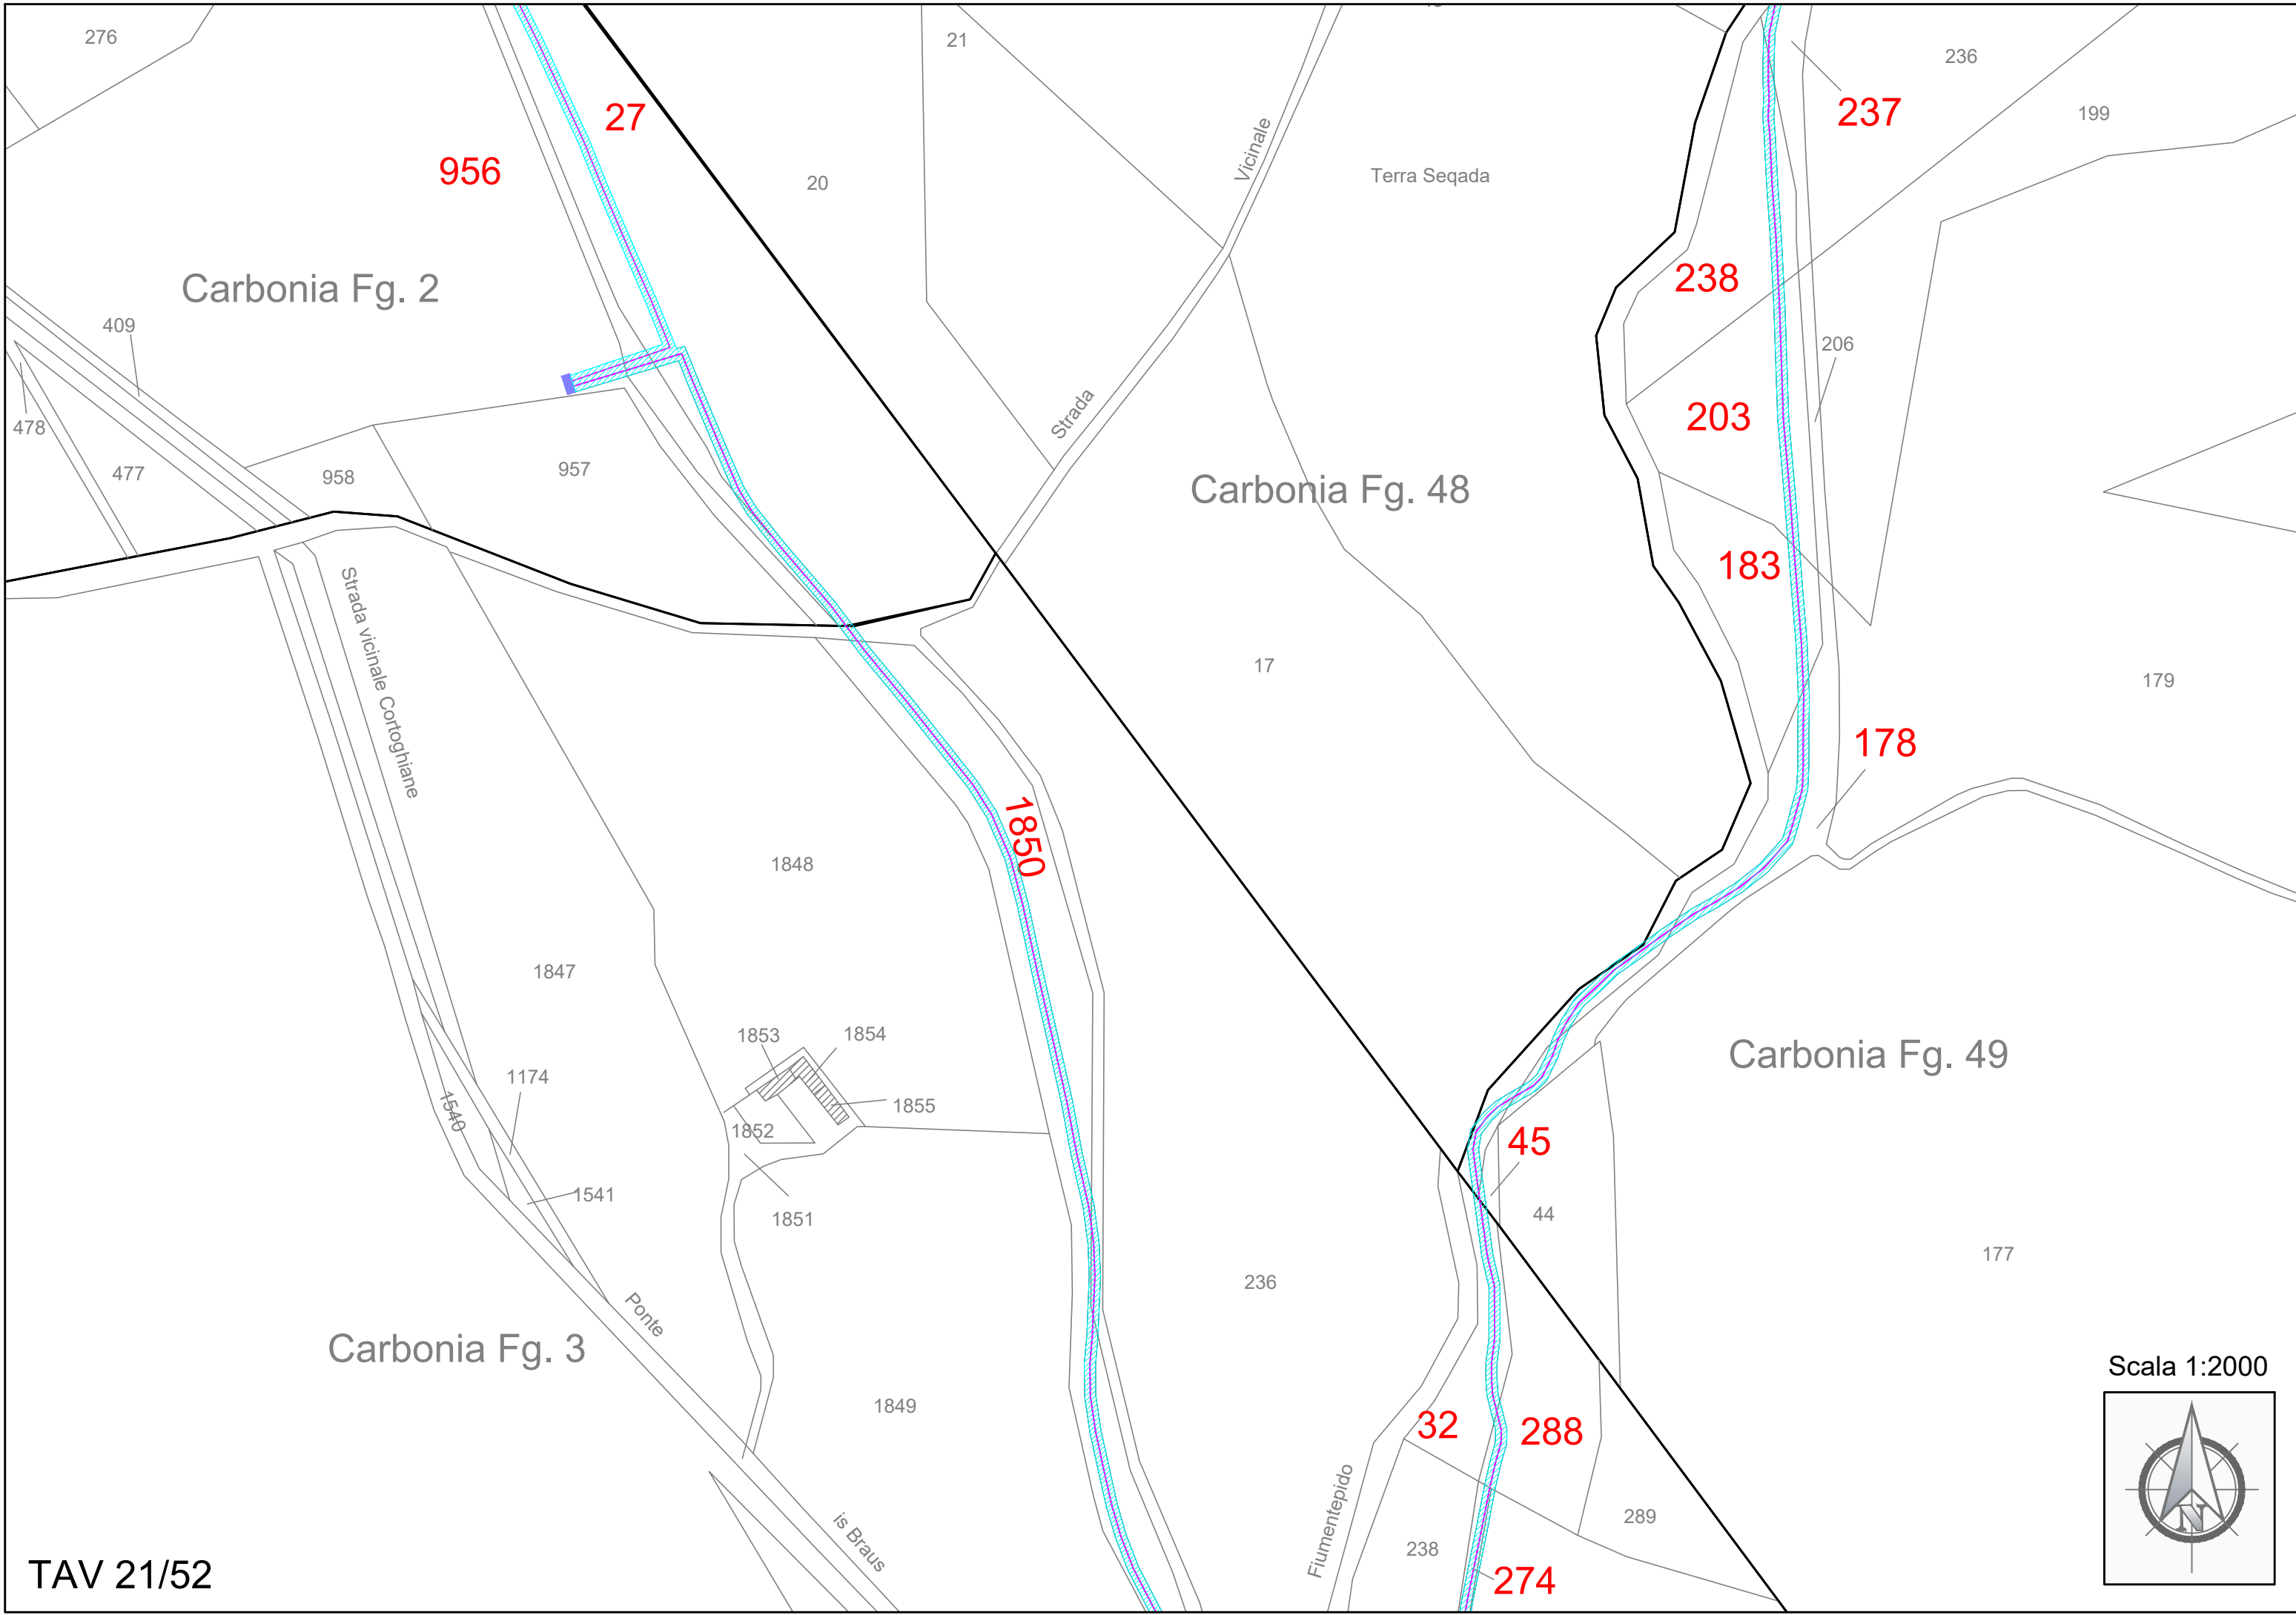 276
21
236
27
237
199
956
20
Vicinale
Terra Seqada
238
Carbonia Fg. 2
409
206
Strada
203
478
477
958
957
Carbonia Fg. 48
183
Strada vicinale Cortoghiane
17
179
178
1850
1848
1847
1853
1854
Carbonia Fg. 49
1174
1540
1855
1852
45
1541
1851
44
177
236
Ponte
Carbonia Fg. 3
Scala 1:2000
1849
32
288
Fiumentepido
289
is Braus
238
274
TAV 21/52
N